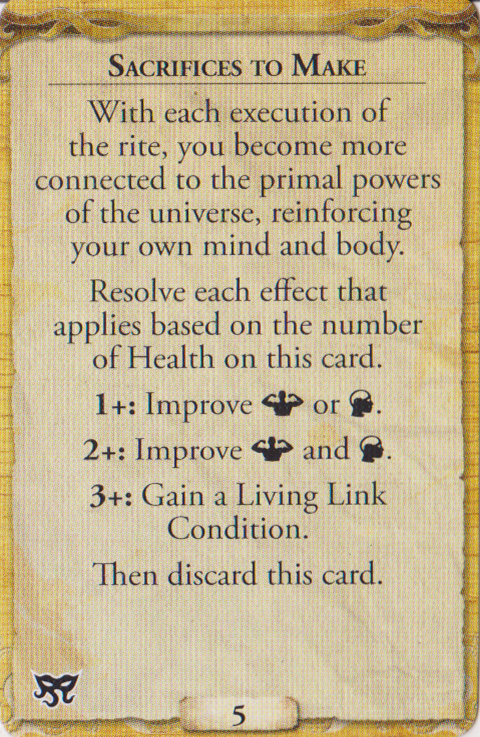 Sacrifices to Make
With each execution of
the rite, you become more
connected to the primal powers
of the universe, reinforcing
your own mind and body.
Resolve each effect that
applies based on the number
of Health on this card.
1+: Improve or .
2+: Improve and .
3+: Gain a Living Link
Condition.
Then discard this card.
5